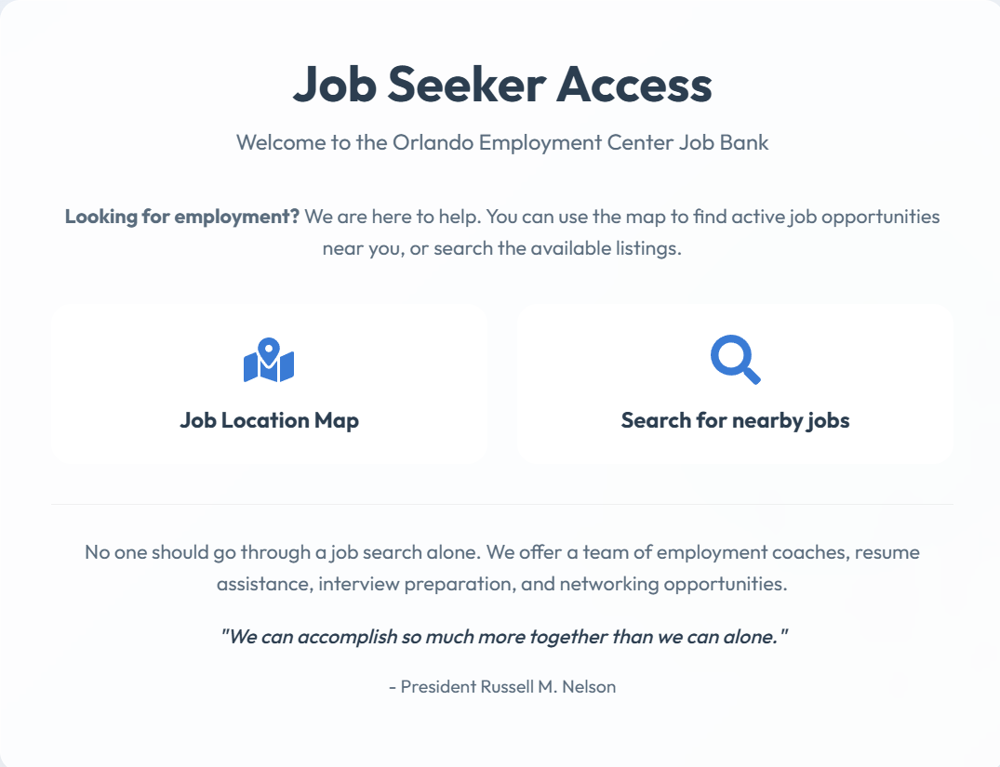 Job Seeker Access
Welcome to the Orlando Employment Center Job Bank
Looking for employment? We are here to help. You can use the map to find active job opportunities
near you, or search the available listings.
Job Location Map
Search for nearby jobs
No one should go through a job search alone. We offer a team of employment coaches, resume
assistance, interview preparation, and networking opportunities.
"We can accomplish so much more together than we can alone."
- President Russell M. Nelson